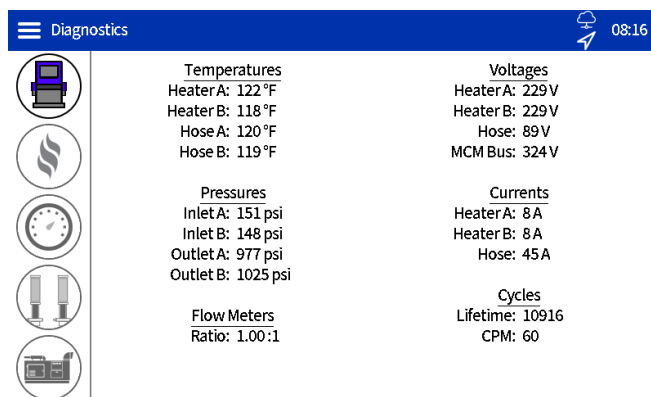 Diagnostics
08:16
Temperatures
Heater A: 122 °F
Heater B: 118 °F
Hose A: 120 °F
Hose B: 119 °F
Pressures
Inlet A: 151 psi
Inlet B: 148 psi
Outlet A: 977 psi
Outlet B: 1025 psi
Flow Meters
Ratio: 1.00 :1
Voltages
Heater A: 229 V
Heater B: 229 V
Hose: 89 V
MCM Bus: 324 V
Currents
Heater A: 8 A
Heater B: 8 A
Hose: 45 A
Cycles
Lifetime: 10916
CPM: 60